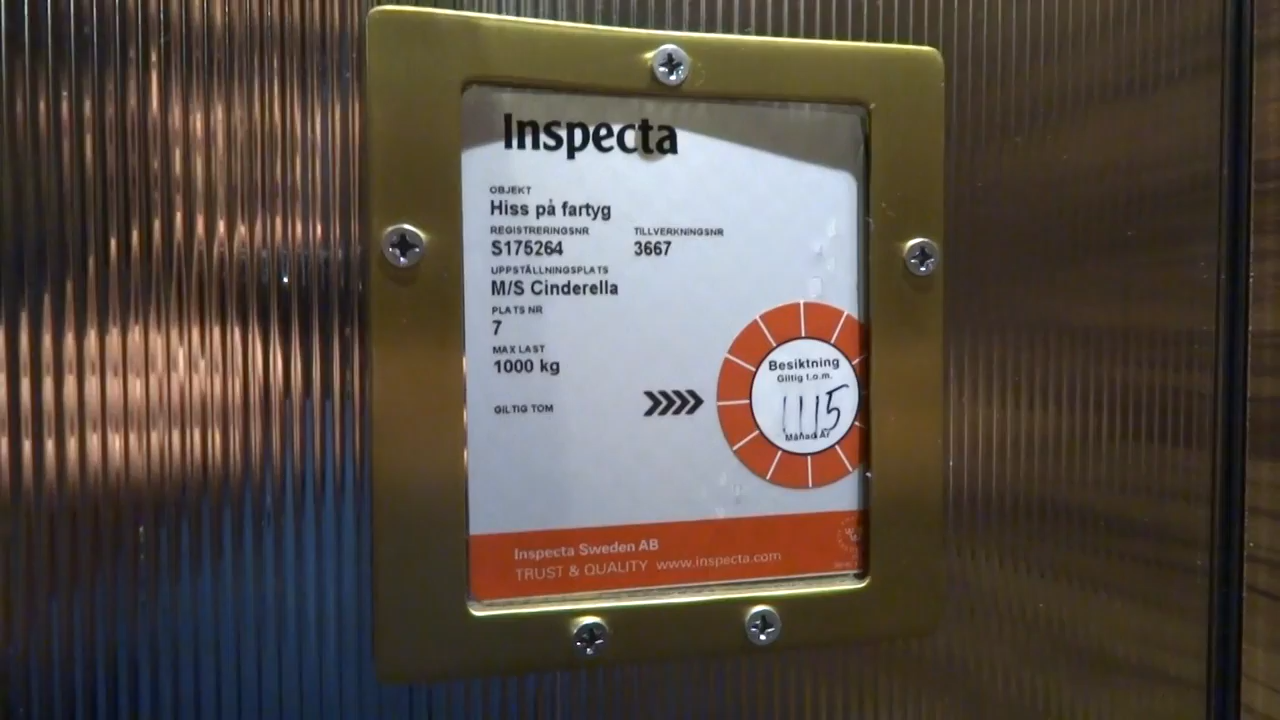 Inspecta
OBJEKT
Hiss på fartyg
REGISTRERINGSNR TILLVERKNINGSNR
S175264 3667
UPPSTÄLLNINGSPLATS
M/S Cinderella
PLATS NR
7
MAX LAST
1000 kg
GILTIG TOM
Besiktning
Giltig t.o.m.
11 15
Månad År
Inspecta Sweden AB
TRUST & QUALITY www.inspecta.com